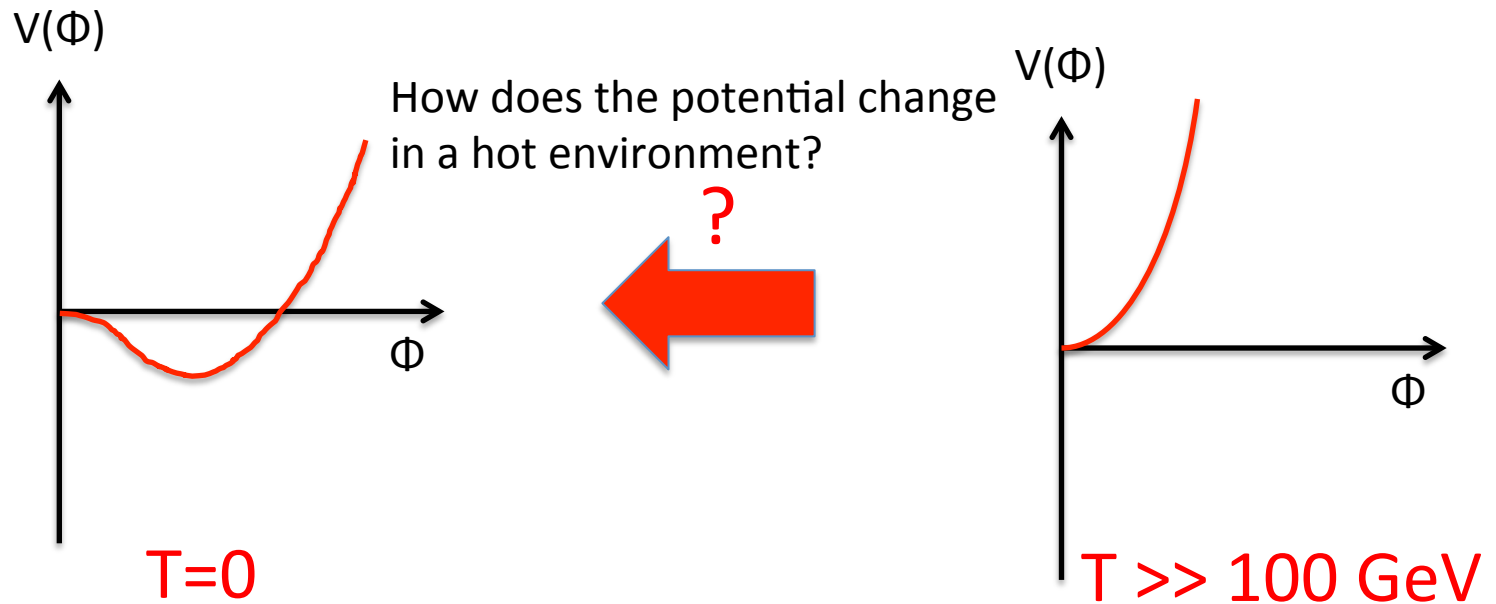 V(Φ)
How does the potential change
in a hot environment?
?
Φ
T=0
V(Φ)
Φ
T >> 100 GeV